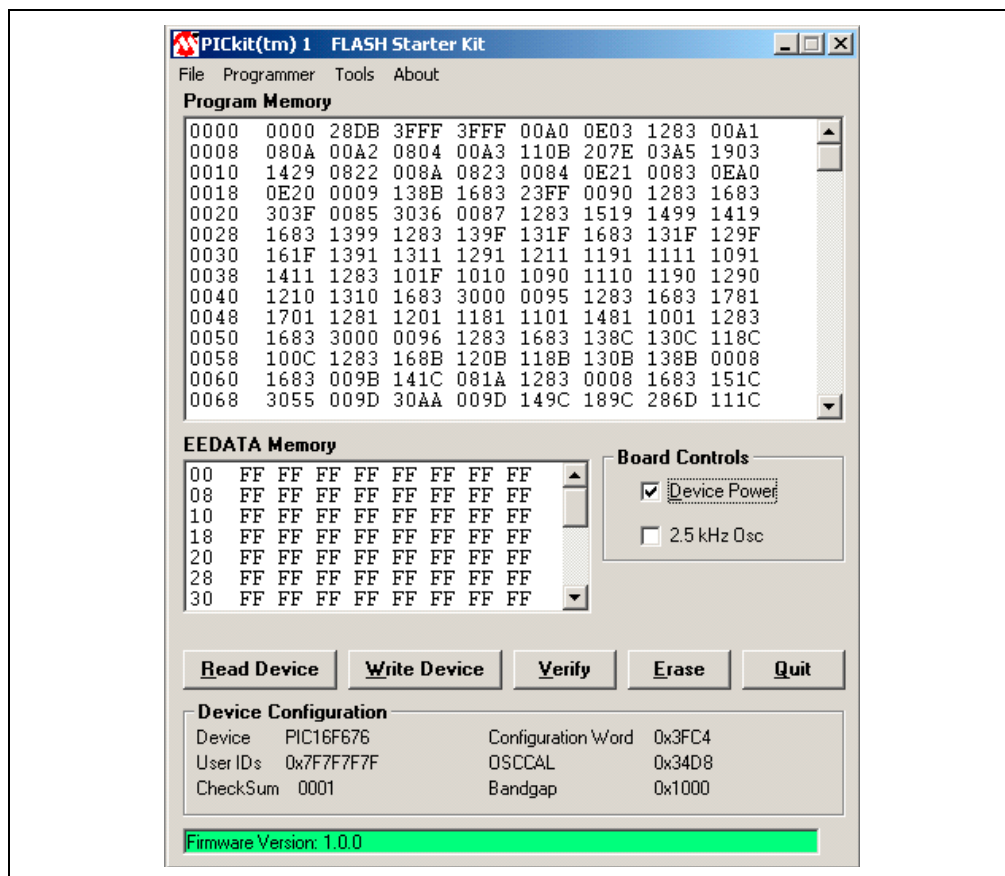 PICkit(tm) 1 FLASH Starter Kit
File Programmer Tools About
Program Memory
0000 0000 28DB 3FFF 3FFF 00A0 0E03 1283 00A1
0008 080A 00A2 0804 00A3 110B 207E 03A5 1903
0010 1429 0822 008A 0823 0084 0E21 0083 0EA0
0018 0E20 0009 138B 1683 23FF 0090 1283 1683
0020 303F 0085 3036 0087 1283 1519 1499 1419
0028 1683 1399 1283 139F 131F 1683 131F 129F
0030 161F 1391 1311 1291 1211 1191 1111 1091
0038 1411 1283 101F 1010 1090 1110 1190 1290
0040 1210 1310 1683 3000 0095 1283 1683 1781
0048 1701 1281 1201 1181 1101 1481 1001 1283
0050 1683 3000 0096 1283 1683 138C 130C 118C
0058 100C 1283 168B 120B 118B 130B 138B 0008
0060 1683 009B 141C 081A 1283 0008 1683 151C
0068 3055 009D 30AA 009D 149C 189C 286D 111C
EEDATA Memory
00 FF FF FF FF FF FF FF FF
08 FF FF FF FF FF FF FF FF
10 FF FF FF FF FF FF FF FF
18 FF FF FF FF FF FF FF FF
20 FF FF FF FF FF FF FF FF
28 FF FF FF FF FF FF FF FF
30 FF FF FF FF FF FF FF FF
Board Controls
Device Power
2.5 kHz Osc
Read Device Write Device Verify Erase Quit
Device Configuration
Device PIC16F676 Configuration Word 0x3FC4
User IDs 0x7F7F7F7F OSCCAL 0x34D8
CheckSum 0001 Bandgap 0x1000
Firmware Version: 1.0.0